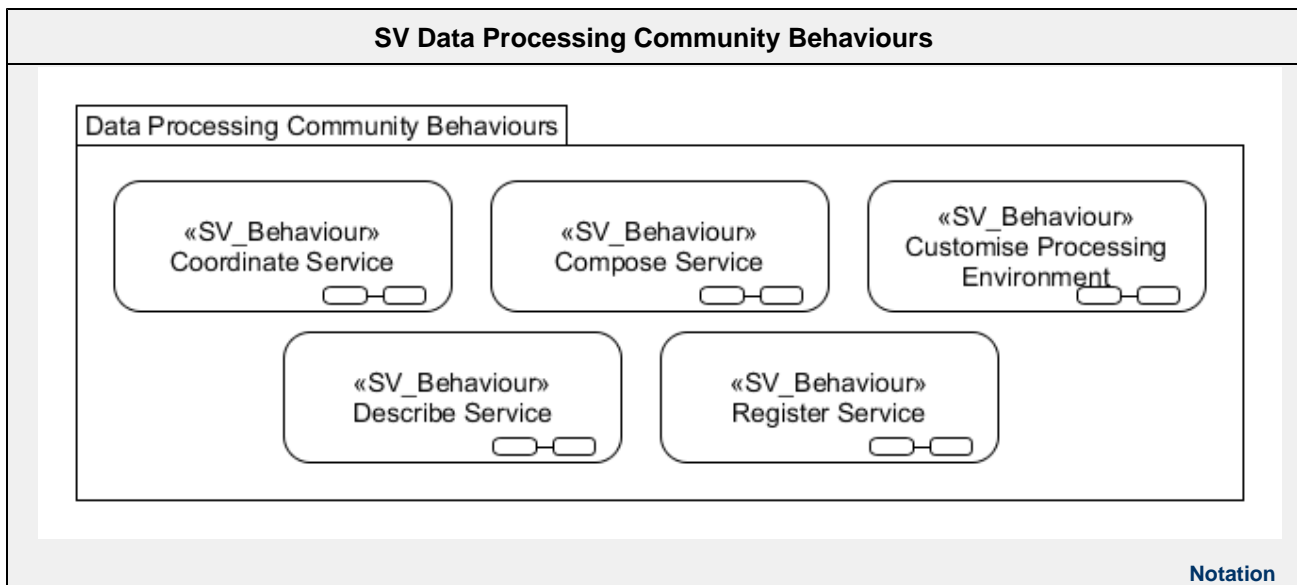 SV Data Processing Community Behaviours
Data Processing Community Behaviours
«SV_Behaviour»
Coordinate Service
«SV_Behaviour»
Compose Service
«SV_Behaviour»
Customise Processing
Environment
«SV_Behaviour»
Describe Service
«SV_Behaviour»
Register Service
Notation